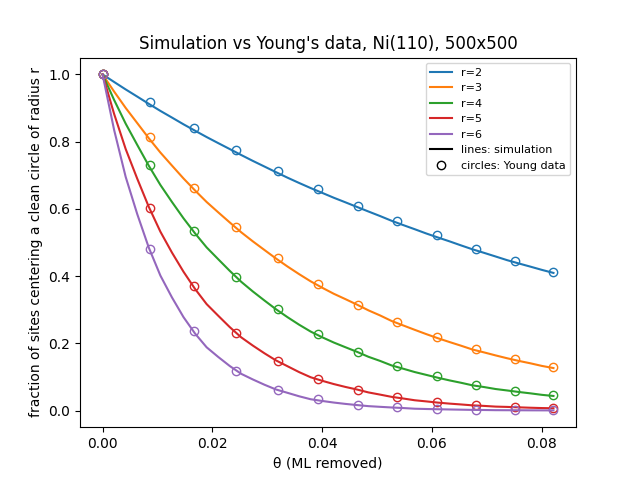 Simulation vs Young's data, Ni(110), 500x500
fraction of sites centering a clean circle of radius r
1.0
0.8
0.6
0.4
0.2
0.0
r=2
r=3
r=4
r=5
r=6
lines: simulation
circles: Young data
0.00 0.02 0.04 0.06 0.08
θ (ML removed)